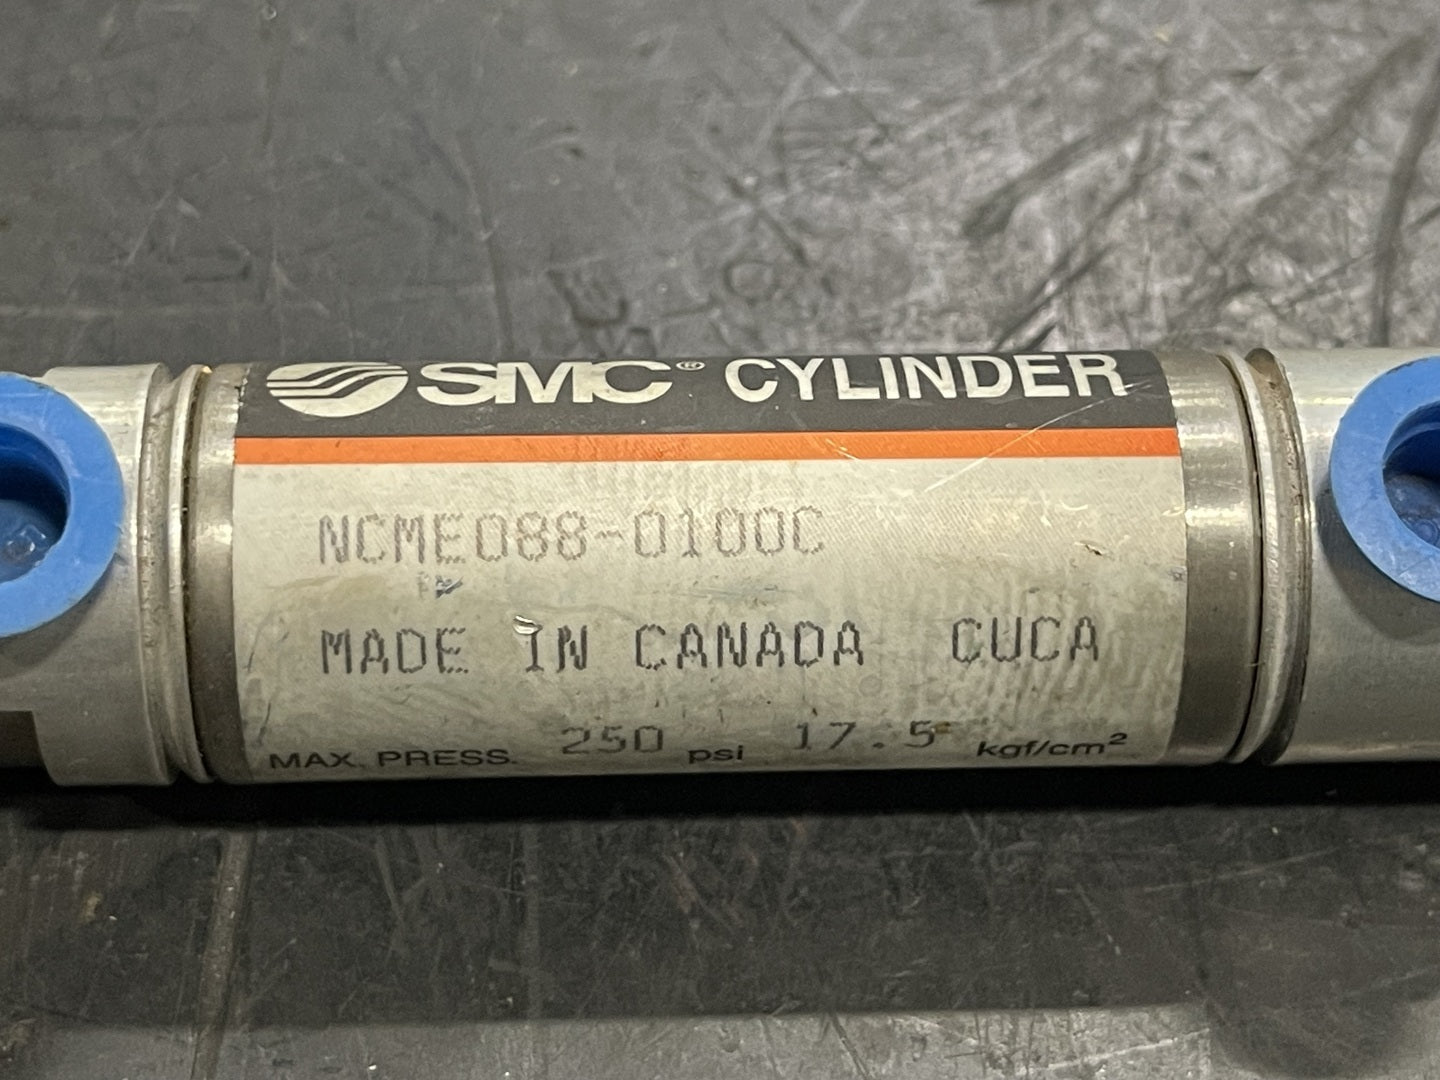 SMC® CYLINDER
NCME088-0100C
MADE IN CANADA CUCA
MAX. PRESS. 250 psi 17.5 kgf/cm²